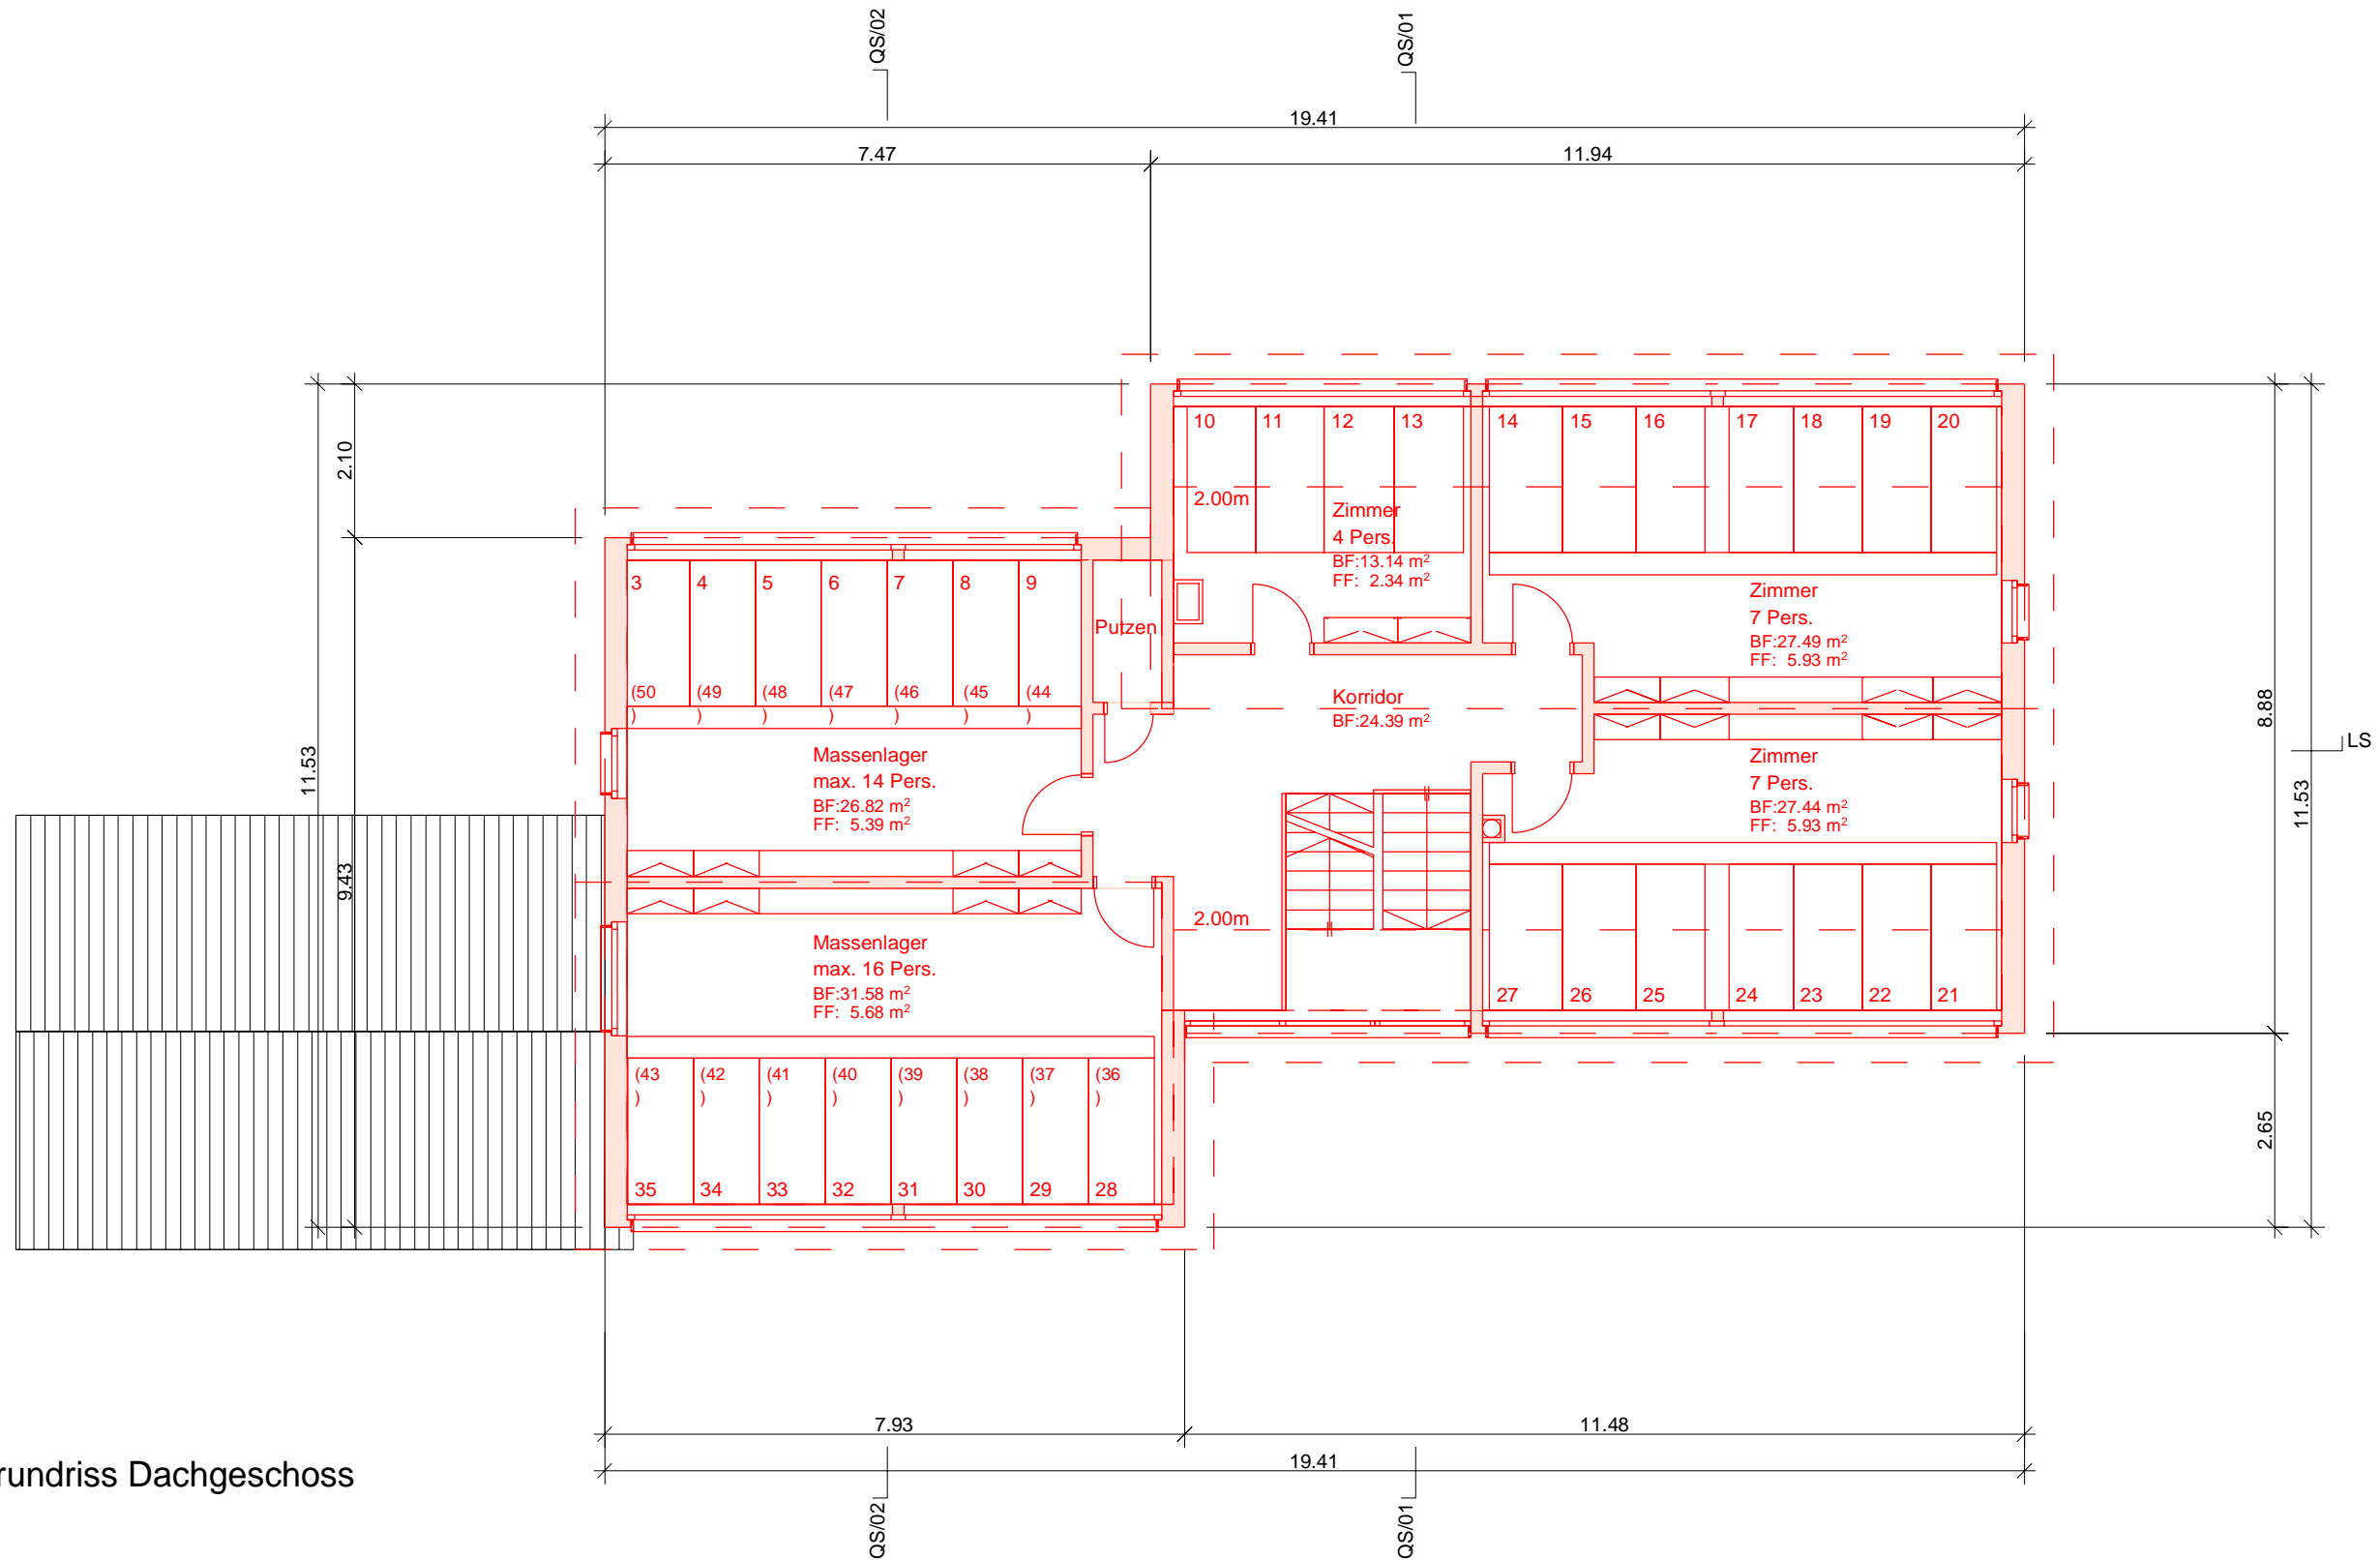 QS/02
QS/01
19.41
7.47
11.94
2.10
11.53
9.43
8.88
11.53
2.65
LS
10
11
12
13
14
15
16
17
18
19
20
2.00m
Zimmer
4 Pers.
BF:13.14 m²
FF: 2.34 m²
3
4
5
6
7
8
9
Putzen
(50
)
(49
)
(48
)
(47
)
(46
)
(45
)
(44
)
Zimmer
7 Pers.
BF:27.49 m²
FF: 5.93 m²
Korridor
BF:24.39 m²
Massenlager
max. 14 Pers.
BF:26.82 m²
FF: 5.39 m²
Zimmer
7 Pers.
BF:27.44 m²
FF: 5.93 m²
2.00m
Massenlager
max. 16 Pers.
BF:31.58 m²
FF: 5.68 m²
27
26
25
24
23
22
21
(43
)
(42
)
(41
)
(40
)
(39
)
(38
)
(37
)
(36
)
35
34
33
32
31
30
29
28
7.93
11.48
19.41
rundriss Dachgeschoss
QS/02
QS/01